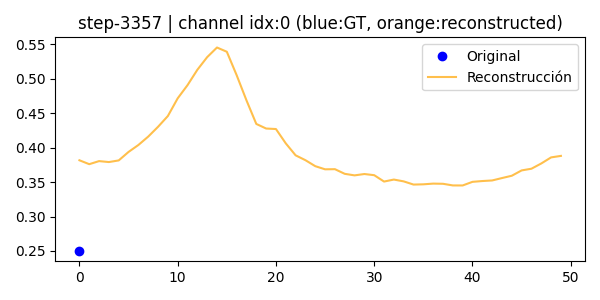 step-3357 | channel idx:0 (blue:GT, orange:reconstructed)
0.55
0.50
0.45
0.40
0.35
0.30
0.25
Original
Reconstrucción
0 10 20 30 40 50